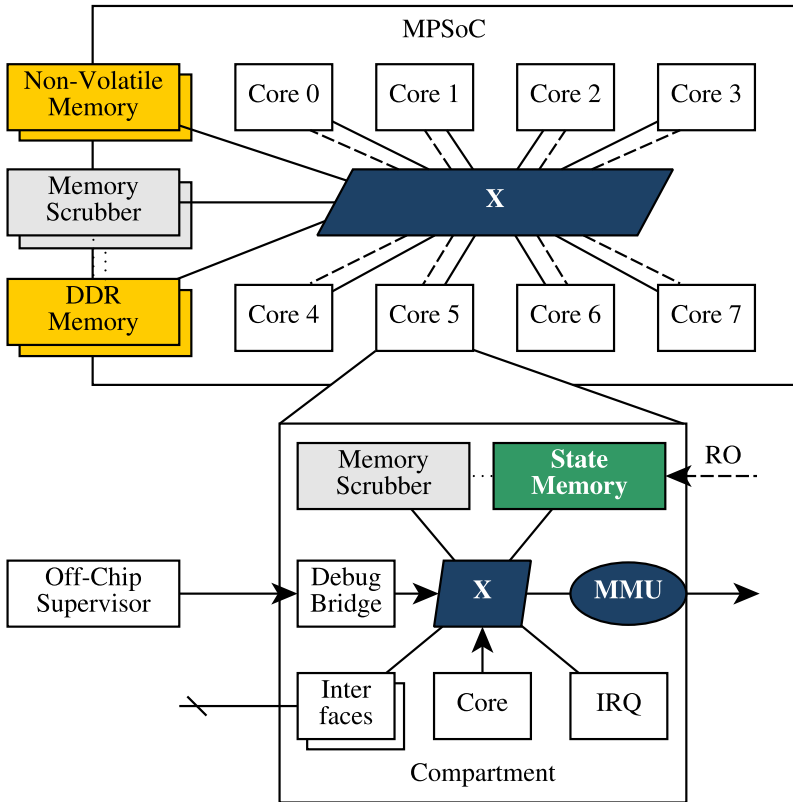 MPSoC
Non-Volatile
Memory
Core 0
Core 1
Core 2
Core 3
Memory
Scrubber
X
DDR
Memory
Core 4
Core 5
Core 6
Core 7
Memory
Scrubber
State
Memory
RO
Off-Chip
Supervisor
Debug
Bridge
X
MMU
Inter
faces
Core
IRQ
Compartment